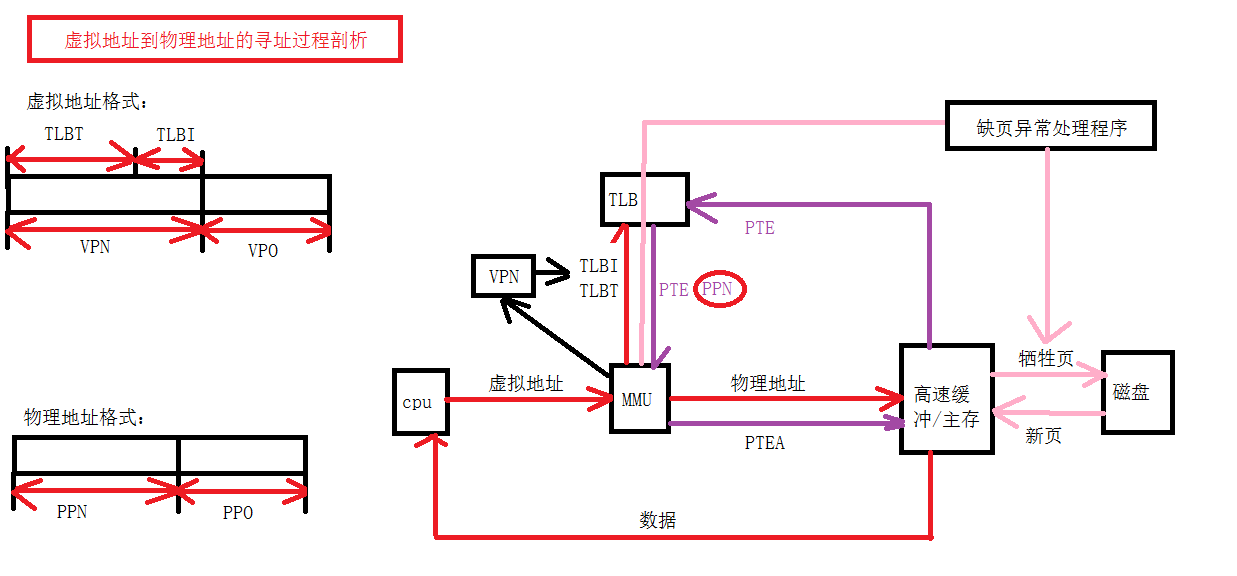 虚拟地址到物理地址的寻址过程剖析
虚拟地址格式：
TLBT
TLBI
VPN
VPO
物理地址格式：
PPN
PPO
缺页异常处理程序
TLB
PTE
VPN
TLBI
TLBT
PTE
PPN
cpu
虚拟地址
MMU
物理地址
PTEA
高速缓
冲/主存
牺牲页
新页
磁盘
数据